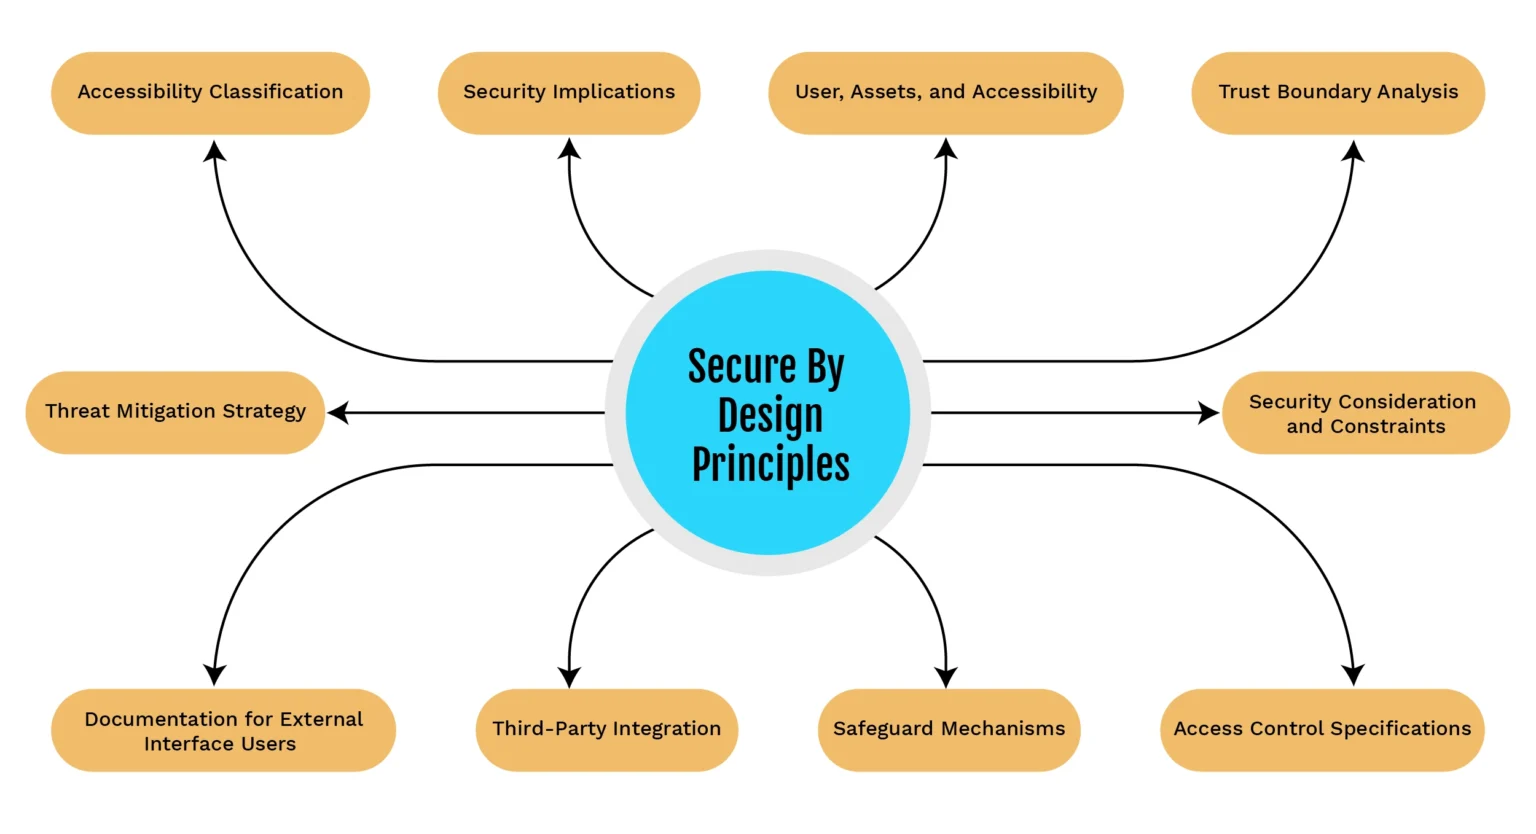 Accessibility Classification
Security Implications
User, Assets, and Accessibility
Trust Boundary Analysis
Secure By
Design
Principles
Threat Mitigation Strategy
Security Consideration
and Constraints
Documentation for External
Interface Users
Third-Party Integration
Safeguard Mechanisms
Access Control Specifications